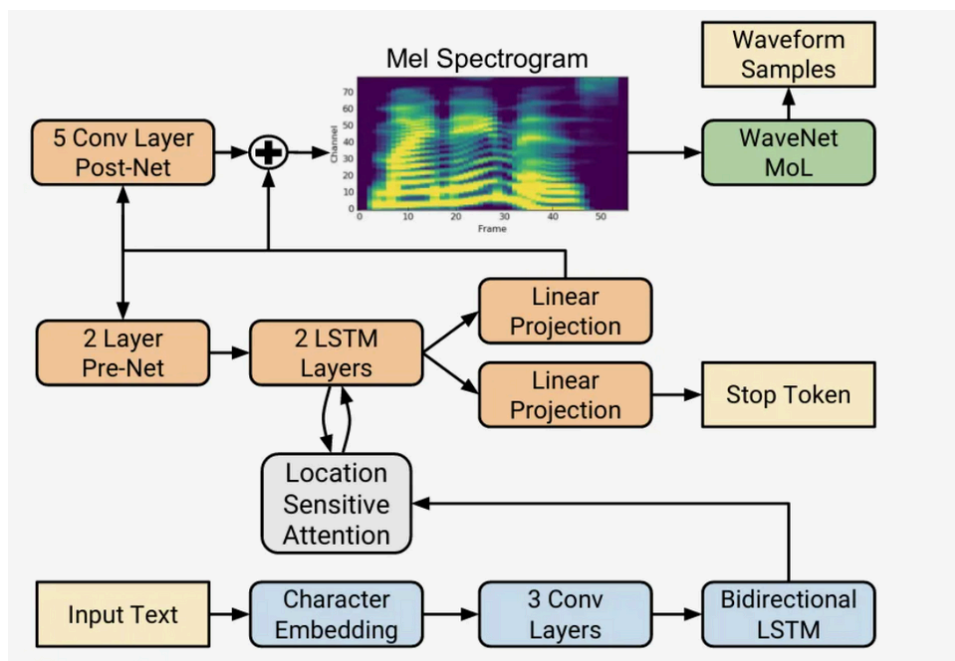 Mel Spectrogram
Waveform
Samples
5 Conv Layer
Post-Net
WaveNet
MoL
Channel
70
60
50
40
30
20
10
0
0 10 20 30 40 50
Frame
2 Layer
Pre-Net
2 LSTM
Layers
Linear
Projection
Linear
Projection
Stop Token
Location
Sensitive
Attention
Input Text
Character
Embedding
3 Conv
Layers
Bidirectional
LSTM